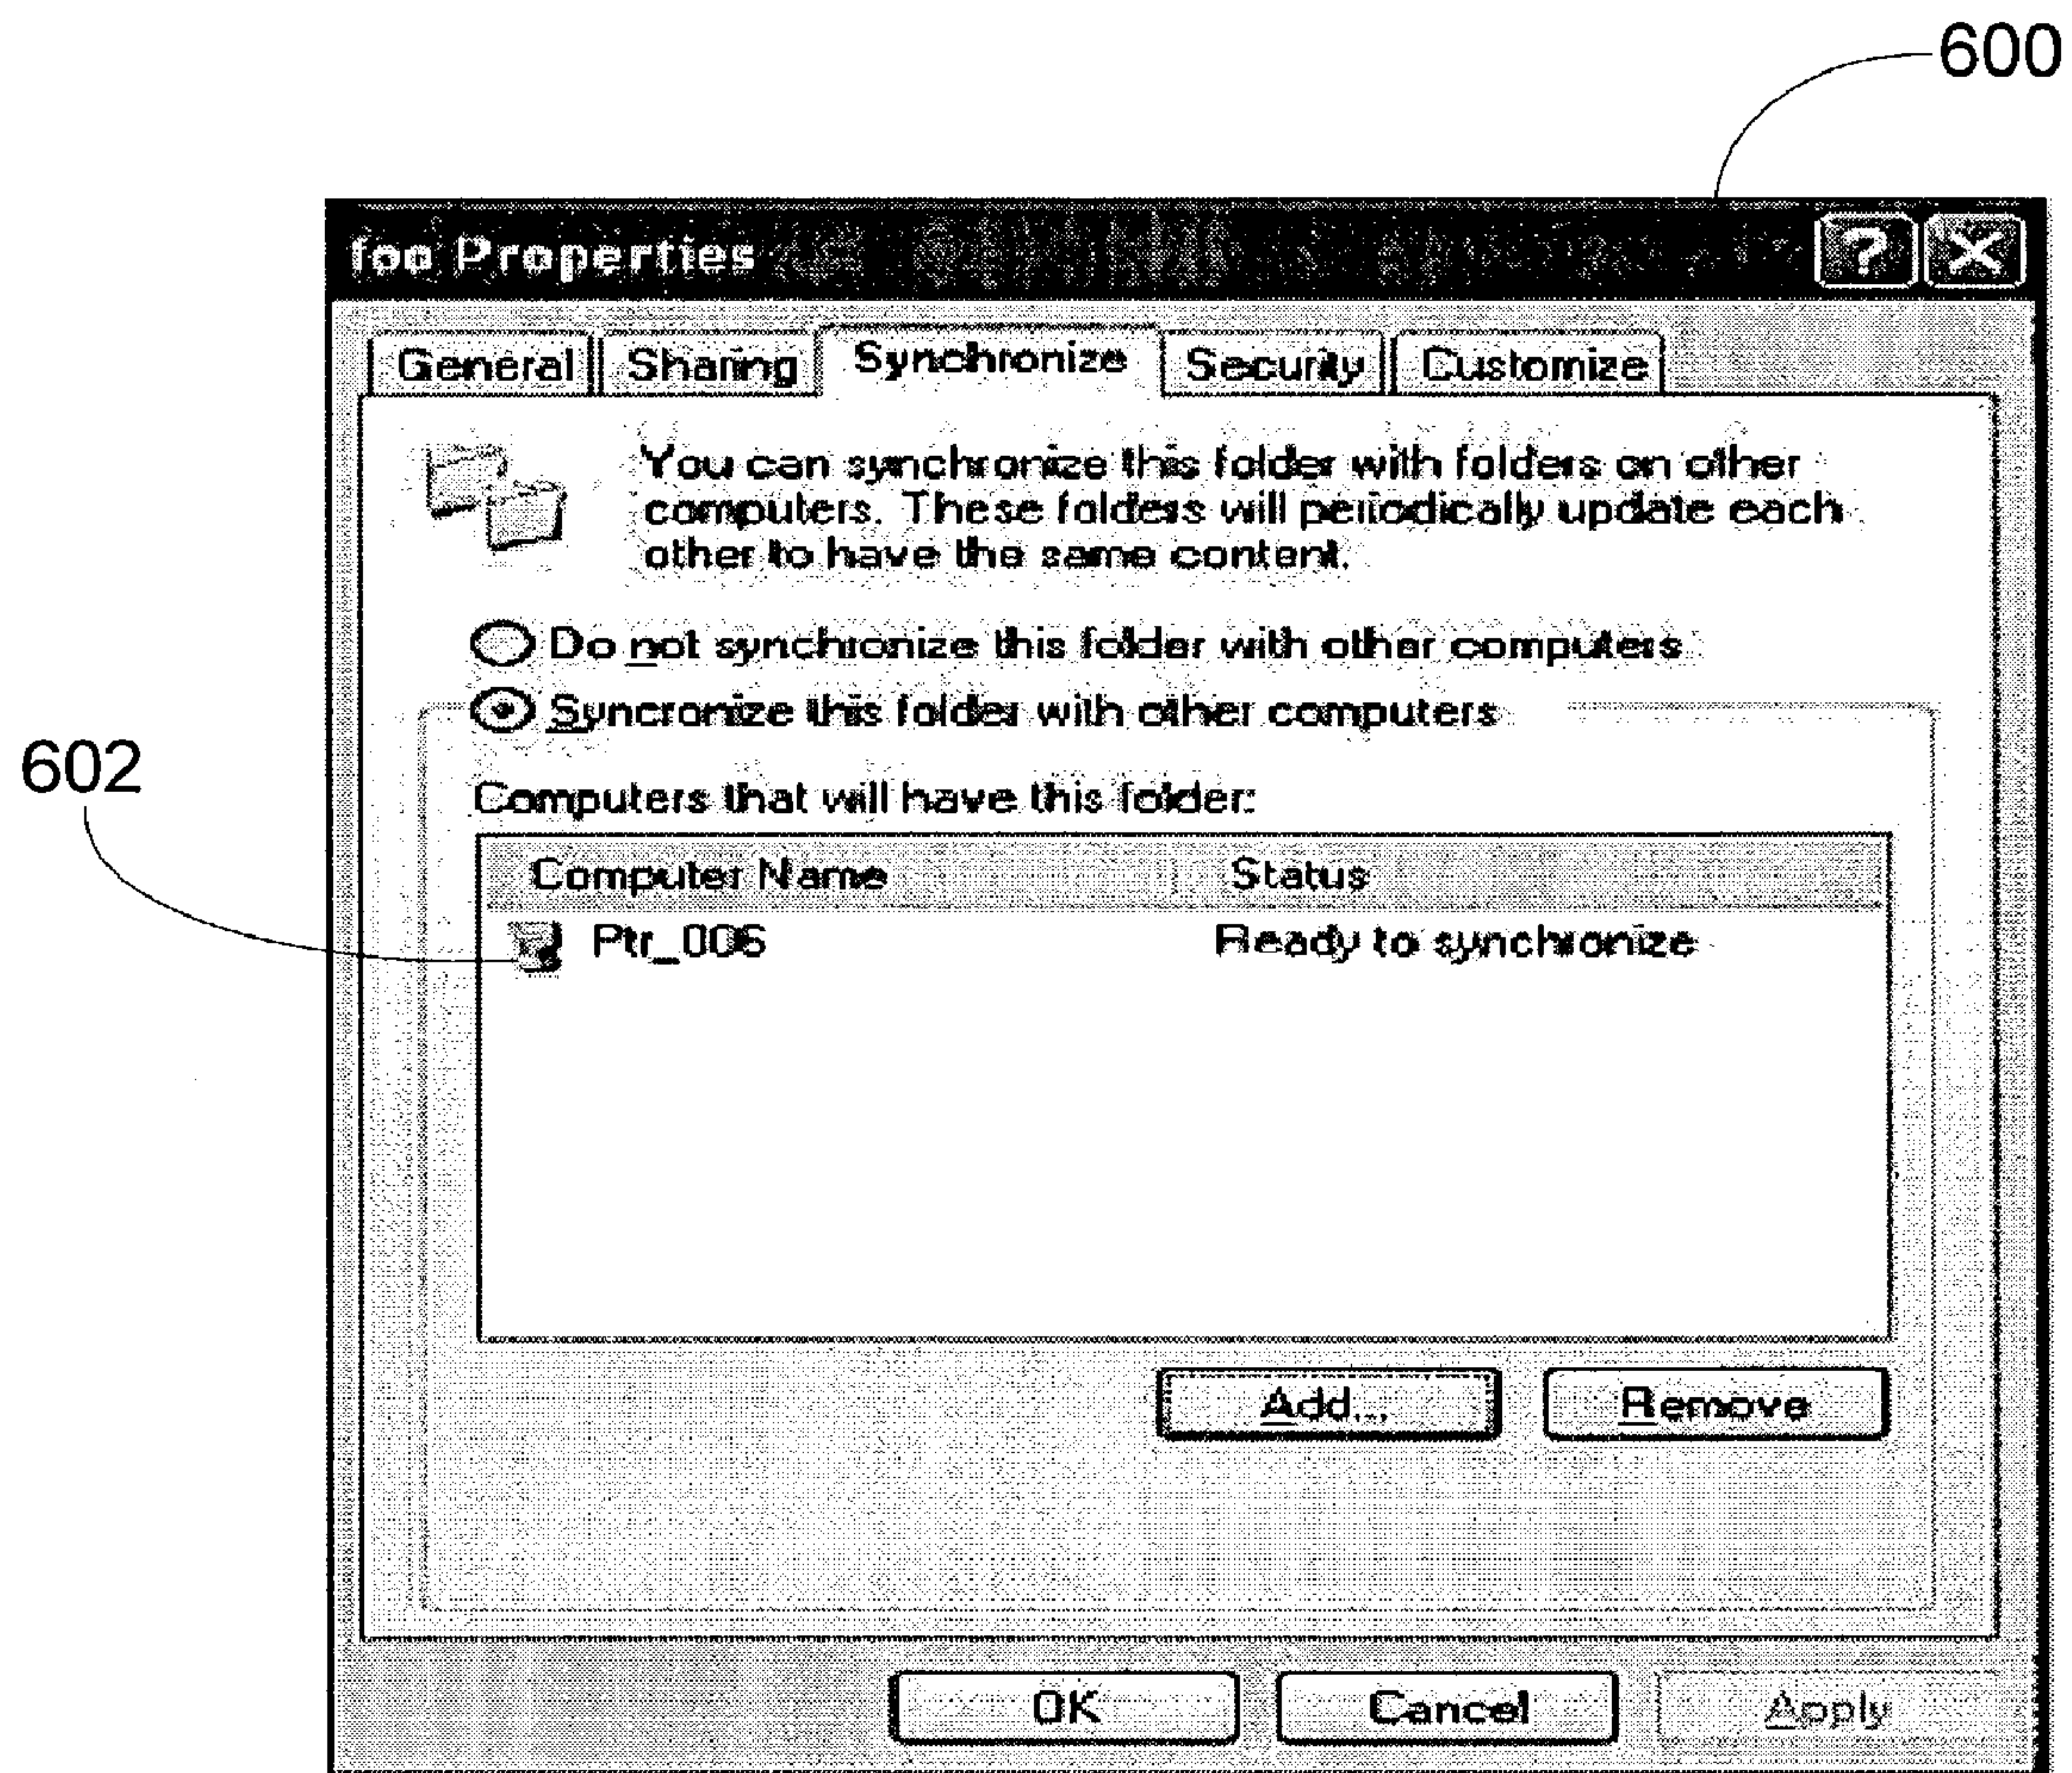 600
foo Properties
General Sharing Synchronize Security Customize
You can synchronize this folder with folders on other
computers. These folders will periodically update each
other to have the same content.
Do not synchronize this folder with other computers
Syncronize this folder with other computers
602
Computers that will have this folder:
Computer Name Status
Ptr_006 Ready to synchronize
Add... Remove
OK Cancel Apply